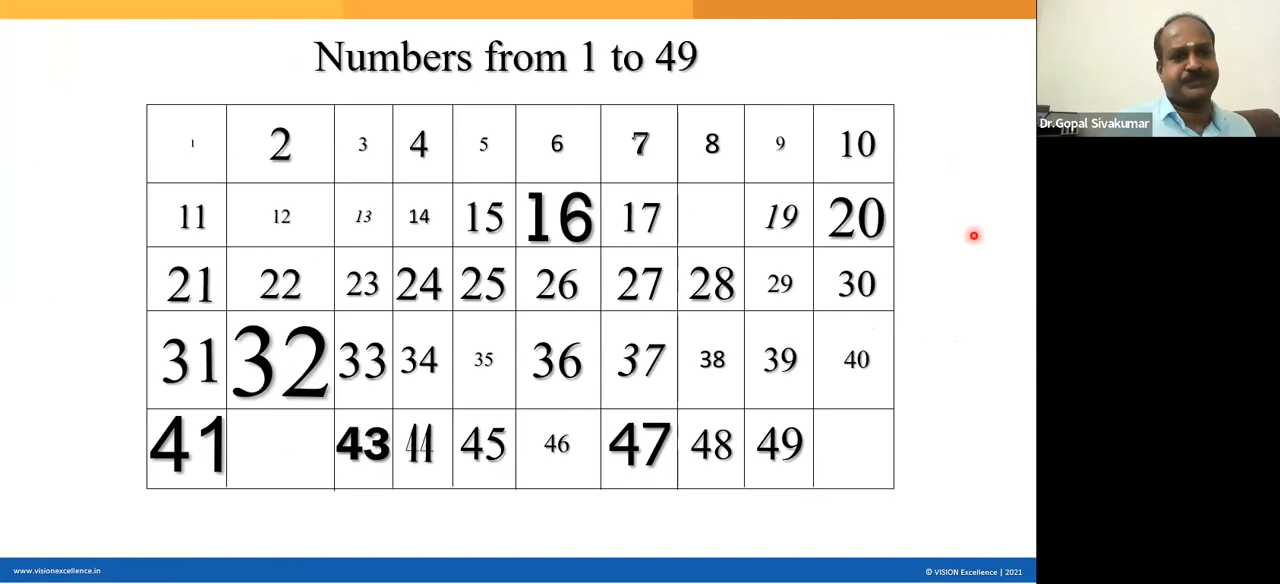 Numbers from 1 to 49
1 2 3 4 5 6 7 8 9 10
11 12 13 14 15 16 17 19 20
21 22 23 24 25 26 27 28 29 30
31 32 33 34 35 36 37 38 39 40
41 43 44 45 46 47 48 49
www.visionexcellence.in
© VISION Excellence | 2021
Dr.Gopal Sivakumar